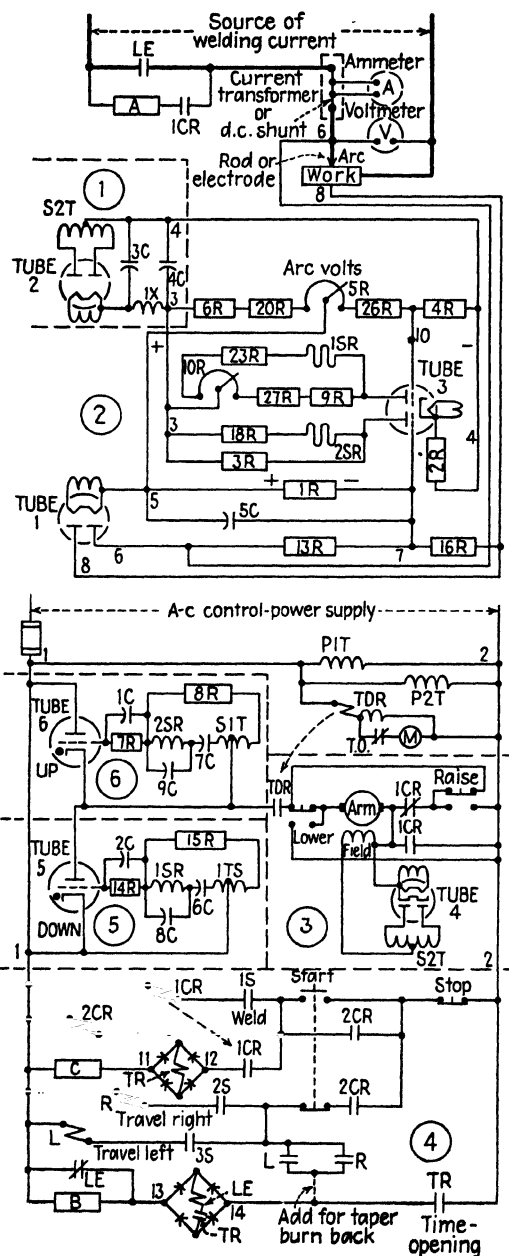 Source of
welding current
LE
Ammeter
A
1CR
Current
transformer
or
d.c. shunt
A
Voltmeter
V
6
Rod or
electrode
Arc
Work
8
1
S2T
4
3C
4C
TUBE
2
1X
3
Arc volts
5R
6R
20R
26R
4R
10
+
−
1SR
23R
10R
TUBE
3
27R
9R
2
3
18R
2SR
3R
2R
4
+
1R
−
5
TUBE
1
5C
6
13R
7
16R
8
A-c control-power supply
1
P1T
2
P2T
TDR
T.O.
M
TUBE
6
1C
8R
2SR
S1T
7R
7C
9C
UP
6
TDR
Arm
1CR
Raise
Lower
1CR
Field
TUBE
5
2C
15R
1SR
1TS
14R
6C
8C
DOWN
5
3
TUBE
4
S2T
1
2
1CR
1S
Weld
Start
Stop
2CR
2CR
C
11
12
1CR
TR
R
2S
2CR
Travel right
L
Travel left
3S
L
R
4
LE
B
13
LE
14
TR
Add for taper
burn back
TR
Time-
opening